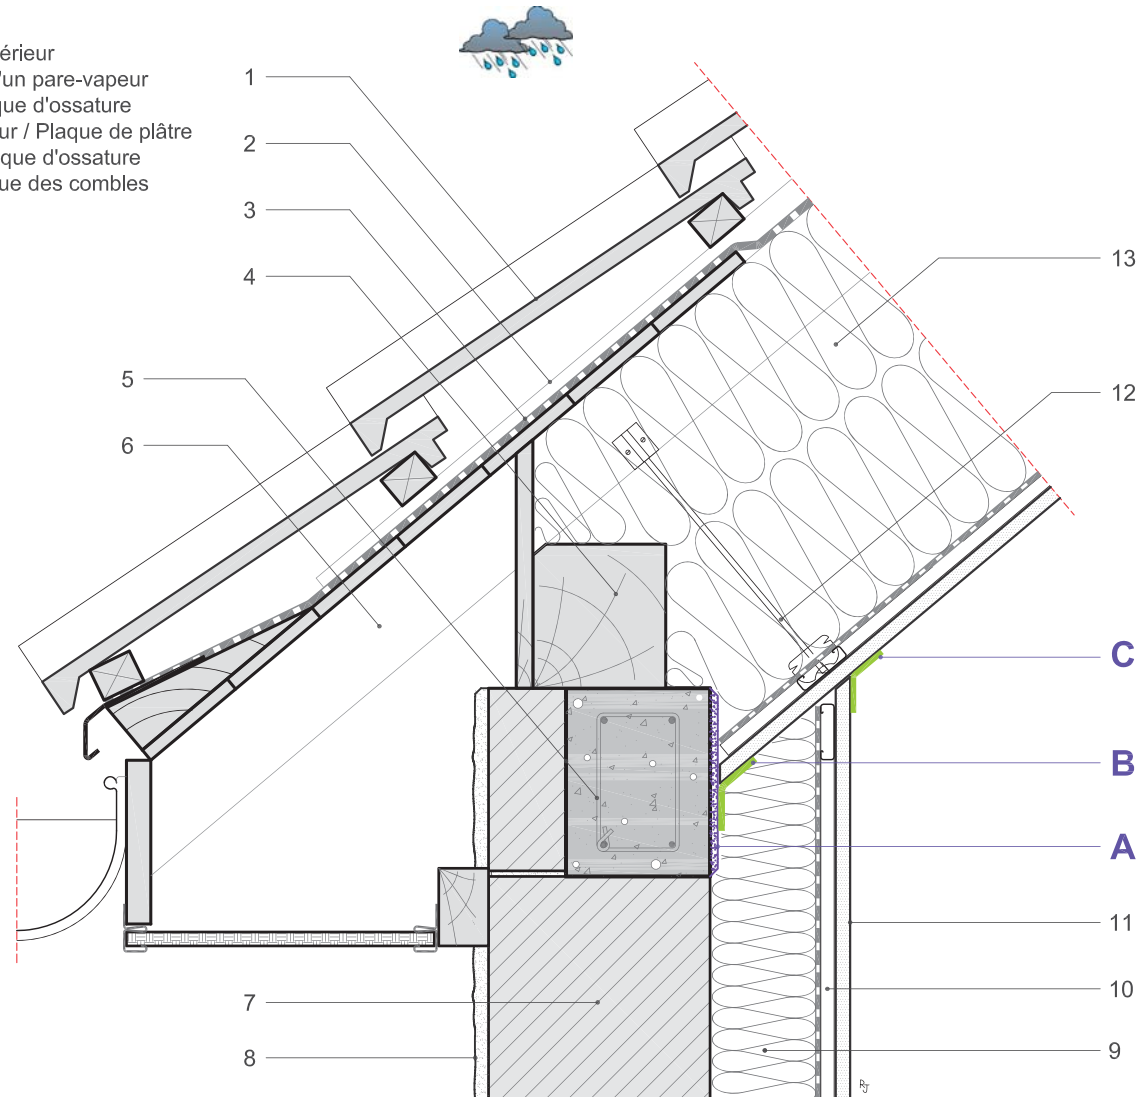 érieur
'un pare-vapeur
que d'ossature
ur / Plaque de plâtre
que d'ossature
ue des combles
1
2
3
4
5
6
13
12
C
B
A
11
10
9
7
8
RJ